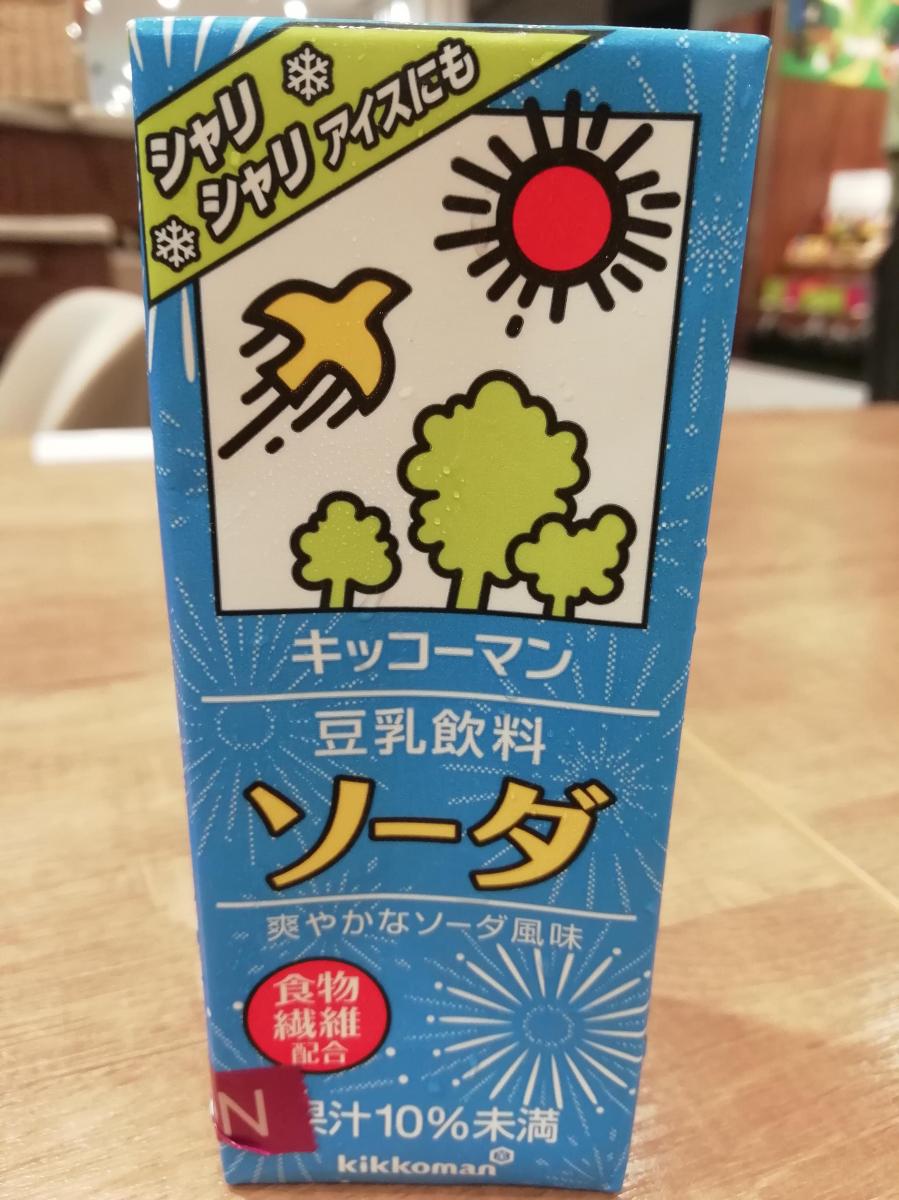 シャリ
シャリ アイスにも
キッコーマン
豆乳飲料
ソーダ
爽やかなソーダ風味
食物
繊維
配合
N
果汁10%未満
kikkoman